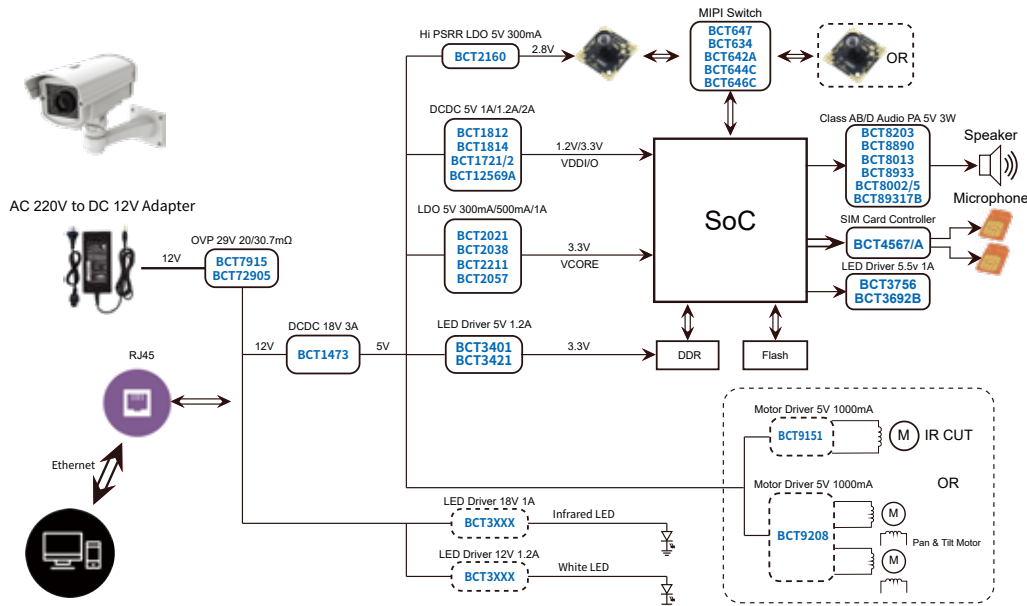 MIPI Switch
BCT647
BCT634
BCT642A
BCT644C
BCT646C
Hi PSRR LDO 5V 300mA
BCT2160
2.8V
OR
DCDC 5V 1A/1.2A/2A
BCT1812
BCT1814
BCT1721/2
BCT12569A
1.2V/3.3V
VDDI/O
Class AB/D Audio PA 5V 3W
BCT8203
BCT8890
BCT8013
BCT8933
BCT8002/5
BCT89317B
Speaker
Microphone
SoC
AC 220V to DC 12V Adapter
12V
OVP 29V 20/30.7mΩ
BCT7915
BCT72905
LDO 5V 300mA/500mA/1A
BCT2021
BCT2038
BCT2211
BCT2057
3.3V
VCORE
SIM Card Controller
BCT4567/A
LED Driver 5.5v 1A
BCT3756
BCT3692B
12V
DCDC 18V 3A
BCT1473
5V
LED Driver 5V 1.2A
BCT3401
BCT3421
3.3V
DDR
Flash
RJ45
Ethernet
Motor Driver 5V 1000mA
BCT9151
M
IR CUT
OR
Motor Driver 5V 1000mA
BCT9208
M
Pan & Tilt Motor
M
LED Driver 18V 1A
BCT3XXX
Infrared LED
LED Driver 12V 1.2A
BCT3XXX
White LED